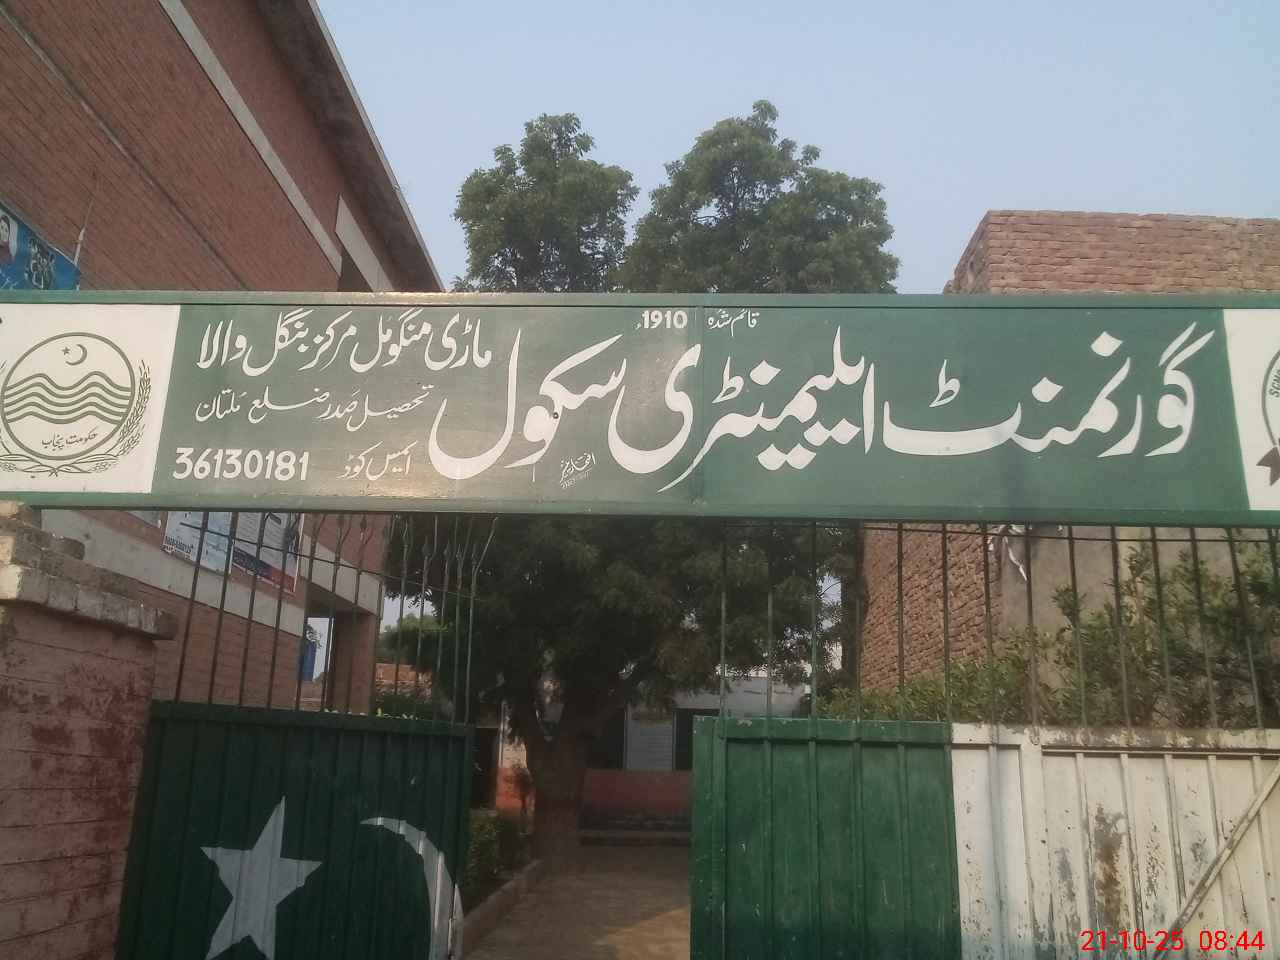 قائم شدہ 1910ء
گورنمنٹ ایلیمنٹری سکول
ماڑی منگومل مرکز بنگل والا
تحصیل صدر ضلع ملتان
ایمس کوڈ 36130181
حکومت پنجاب
21-10-25 08:44